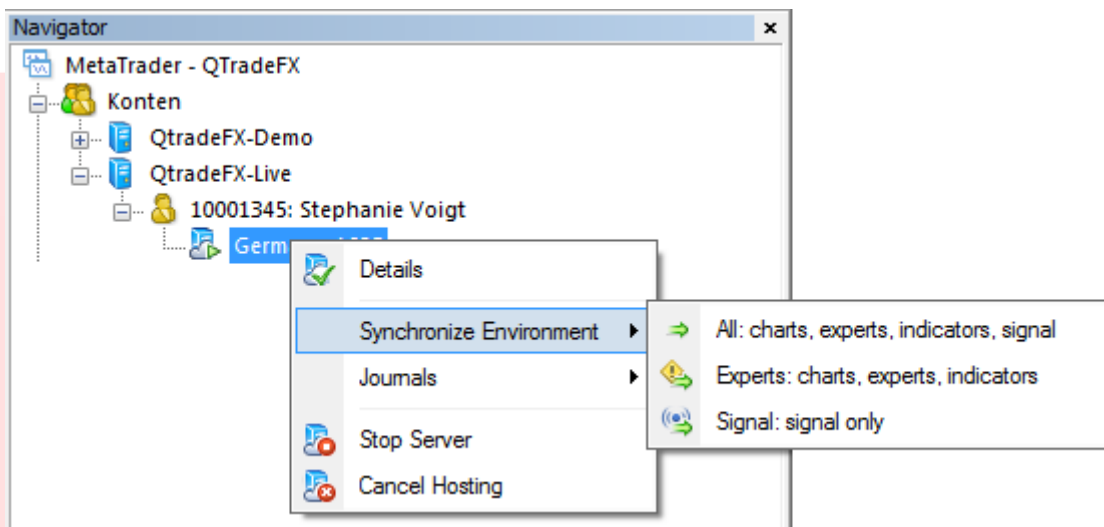 Navigator
MetaTrader - QTradeFX
Konten
QtradeFX-Demo
QtradeFX-Live
10001345: Stephanie Voigt
Details
Synchronize Environment
All: charts, experts, indicators, signal
Journals
Experts: charts, experts, indicators
Signal: signal only
Stop Server
Cancel Hosting